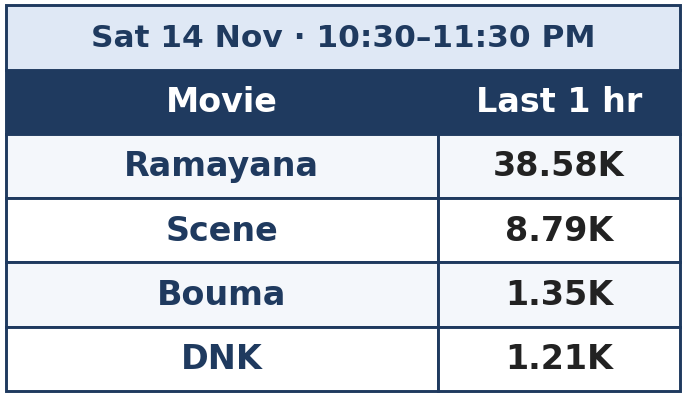 Sat 14 Nov · 10:30–11:30 PM
Movie Last 1 hr
Ramayana 38.58K
Scene 8.79K
Bouma 1.35K
DNK 1.21K